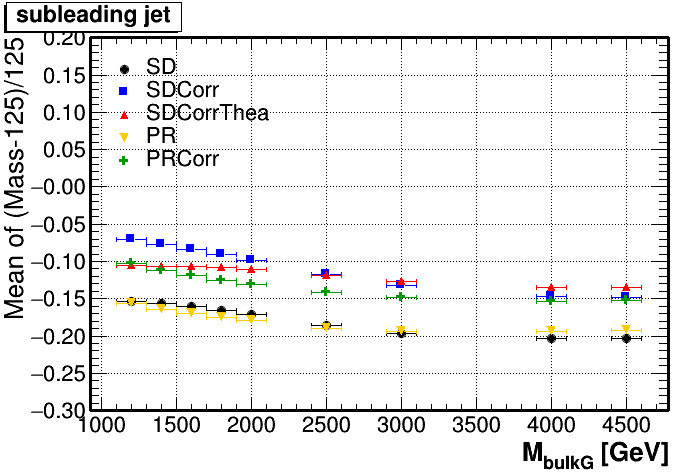 subleading jet
Mean of (Mass-125)/125
0.20
0.15
0.10
0.05
−0.00
−0.05
−0.10
−0.15
−0.20
−0.25
−0.30
SD
SDCorr
SDCorrThea
PR
PRCorr
1000 1500 2000 2500 3000 3500 4000 4500
M_bulkG [GeV]